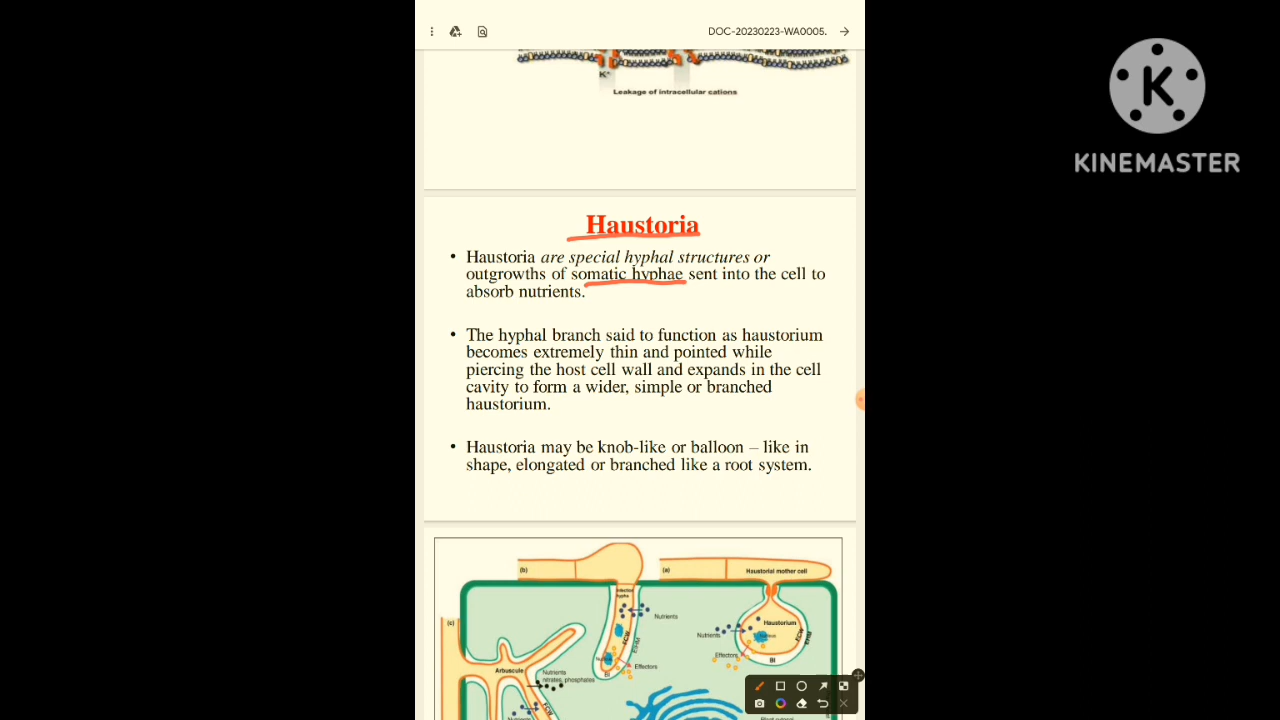 DOC-20230223-WA0005.
K+
Leakage of intracellular cations
K
KINEMASTER
Haustoria
• Haustoria are special hyphal structures or
outgrowths of somatic hyphae sent into the cell to
absorb nutrients.
• The hyphal branch said to function as haustorium
becomes extremely thin and pointed while
piercing the host cell wall and expands in the cell
cavity to form a wider, simple or branched
haustorium.
• Haustoria may be knob-like or balloon – like in
shape, elongated or branched like a root system.
(b)
(a)
Haustorial mother cell
Nutrients
ECW
EIHM
Effectors
BI
Nutrients
Haustorium
Effectors
BI
(c)
Arbuscule
Nutrients
nitrates, phosphates